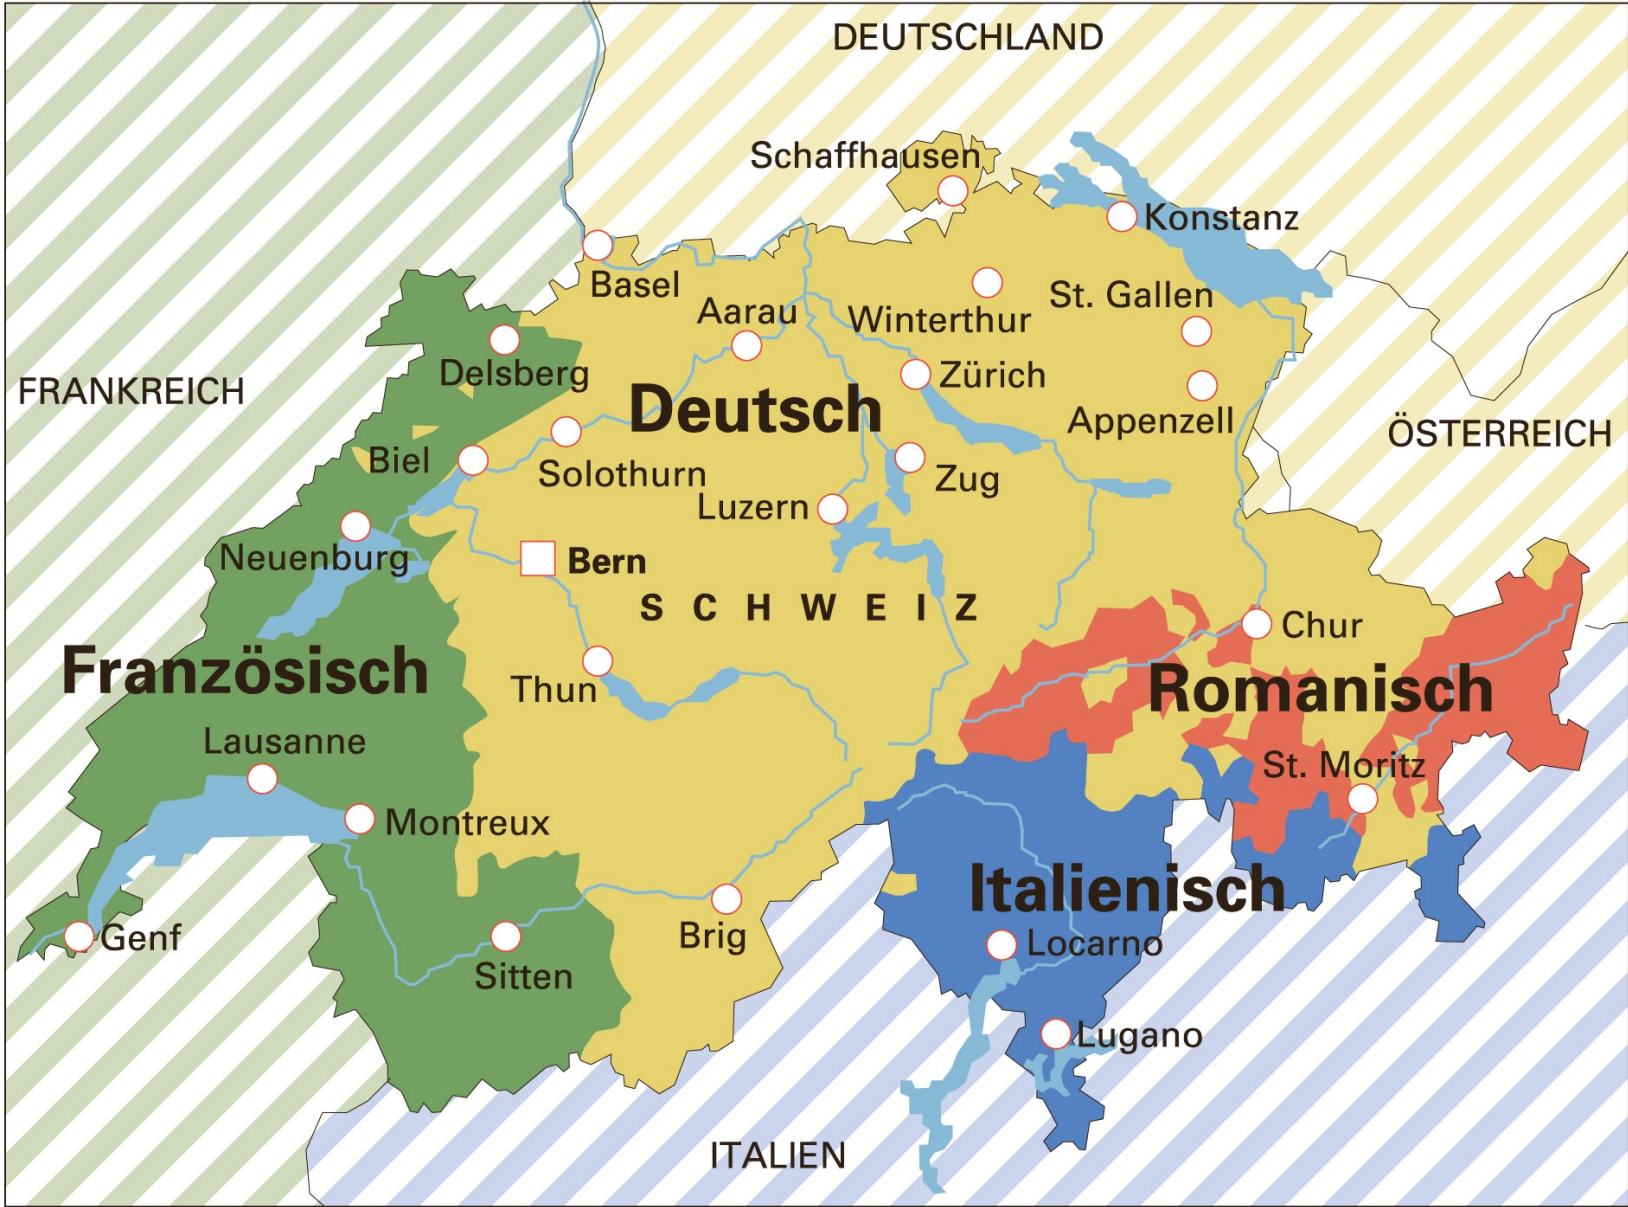 DEUTSCHLAND
Schaffhausen
Konstanz
Basel
St. Gallen
Aarau
Winterthur
Delsberg
Zürich
FRANKREICH
Deutsch
Appenzell
ÖSTERREICH
Biel
Solothurn
Zug
Luzern
Neuenburg
Bern
SCHWEIZ
Chur
Französisch
Thun
Romanisch
Lausanne
St. Moritz
Montreux
Italienisch
Genf
Brig
Locarno
Sitten
Lugano
ITALIEN